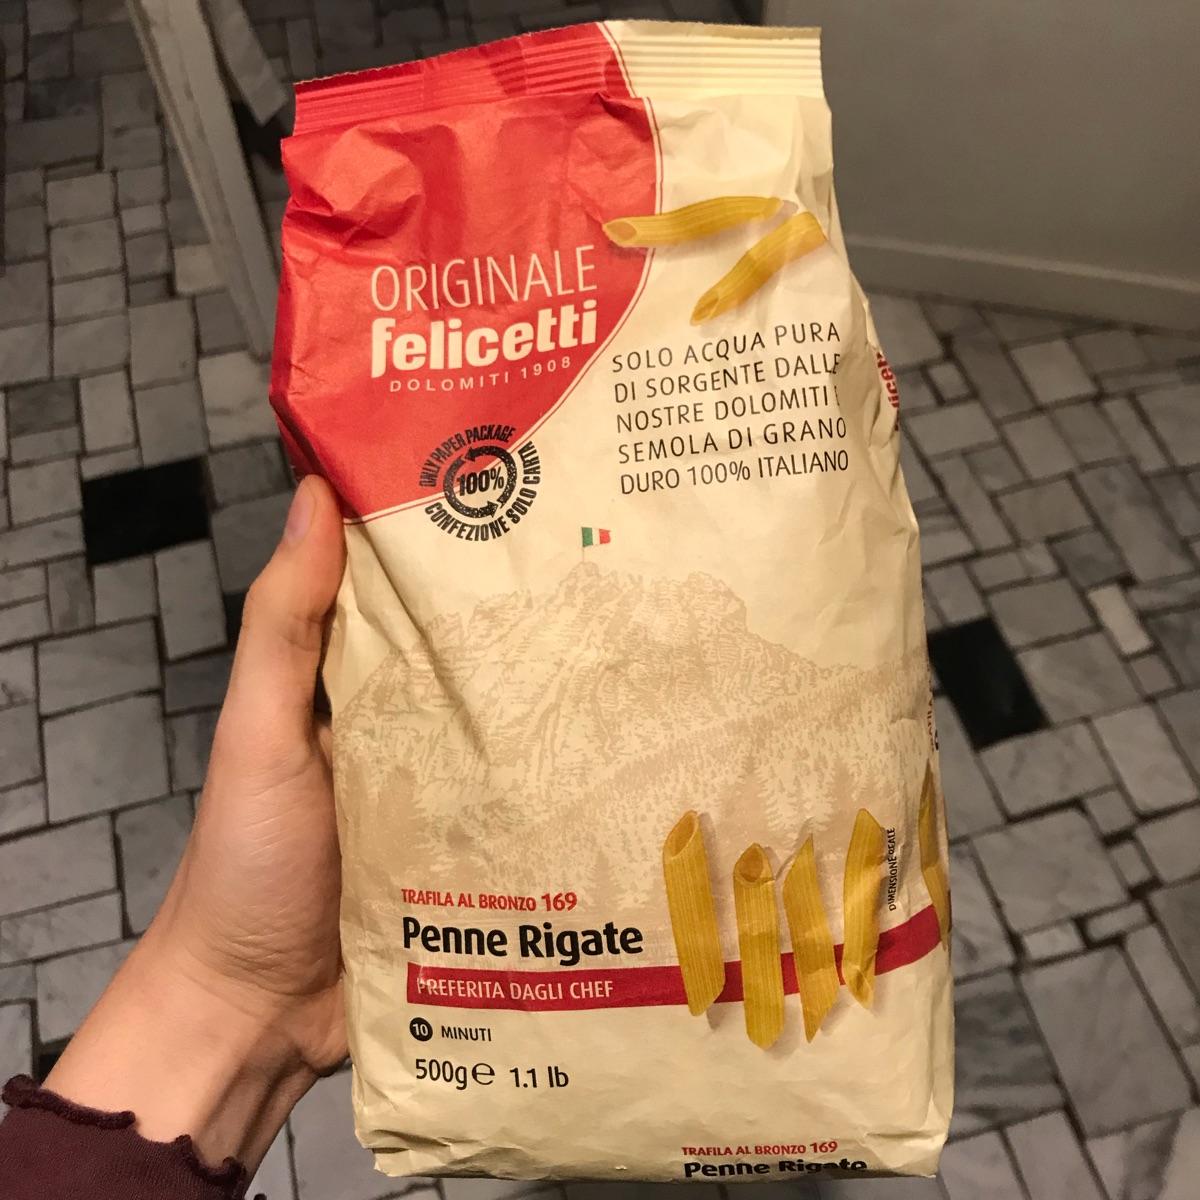 ORIGINALE
felicetti
DOLOMITI 1908
ONLY PAPER PACKAGE
100%
CONFEZIONE SOLO CARTA
SOLO ACQUA PURA
DI SORGENTE DALLE
NOSTRE DOLOMITI E
SEMOLA DI GRANO
DURO 100% ITALIANO
TRAFILA AL BRONZO 169
Penne Rigate
PREFERITA DAGLI CHEF
10 MINUTI
500g e 1.1 lb
DIMENSIONE REALE
TRAFILA AL BRONZO 169
Penne Rigate